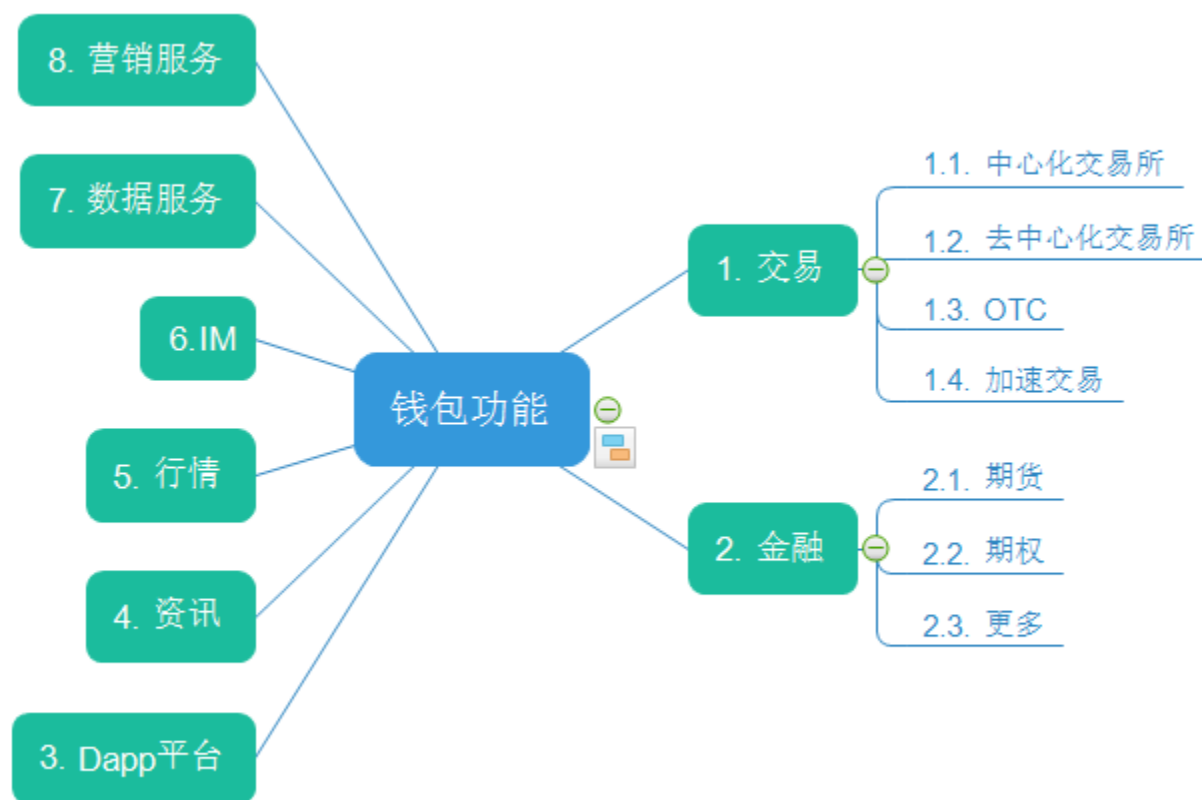 钱包功能
1. 交易
1.1. 中心化交易所
1.2. 去中心化交易所
1.3. OTC
1.4. 加速交易
2. 金融
2.1. 期货
2.2. 期权
2.3. 更多
3. Dapp平台
4. 资讯
5. 行情
6.IM
7. 数据服务
8. 营销服务